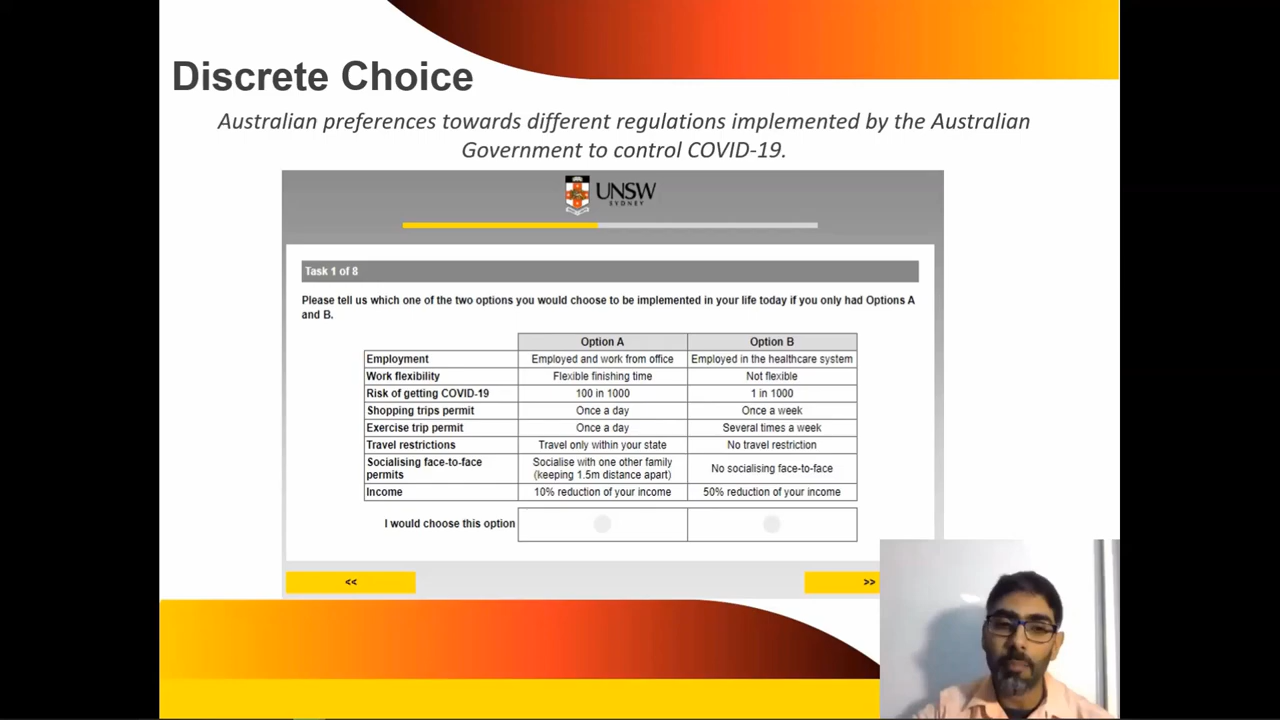 Discrete Choice
Australian preferences towards different regulations implemented by the Australian
Government to control COVID-19.
UNSW
SYDNEY
Task 1 of 8
Please tell us which one of the two options you would choose to be implemented in your life today if you only had Options A
and B.
Option A Option B
Employment Employed and work from office Employed in the healthcare system
Work flexibility Flexible finishing time Not flexible
Risk of getting COVID-19 100 in 1000 1 in 1000
Shopping trips permit Once a day Once a week
Exercise trip permit Once a day Several times a week
Travel restrictions Travel only within your state No travel restriction
Socialising face-to-face Socialise with one other family No socialising face-to-face
permits (keeping 1.5m distance apart)
Income 10% reduction of your income 50% reduction of your income
I would choose this option
<< >>